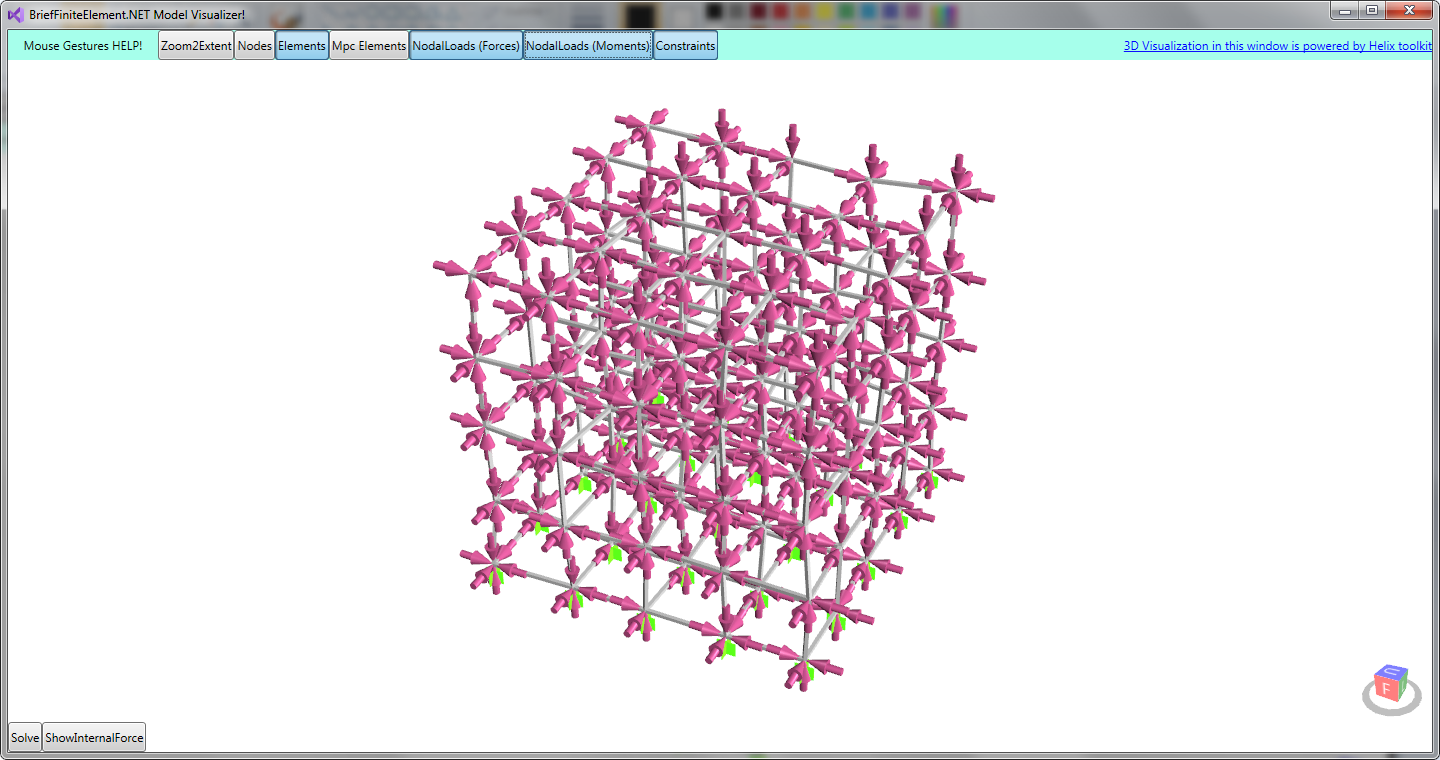 BriefFiniteElement.NET Model Visualizer!
Mouse Gestures HELP! Zoom2Extent Nodes Elements Mpc Elements NodalLoads (Forces) NodalLoads (Moments) Constraints 3D Visualization in this window is powered by Helix toolkit
U
F
Solve ShowInternalForce